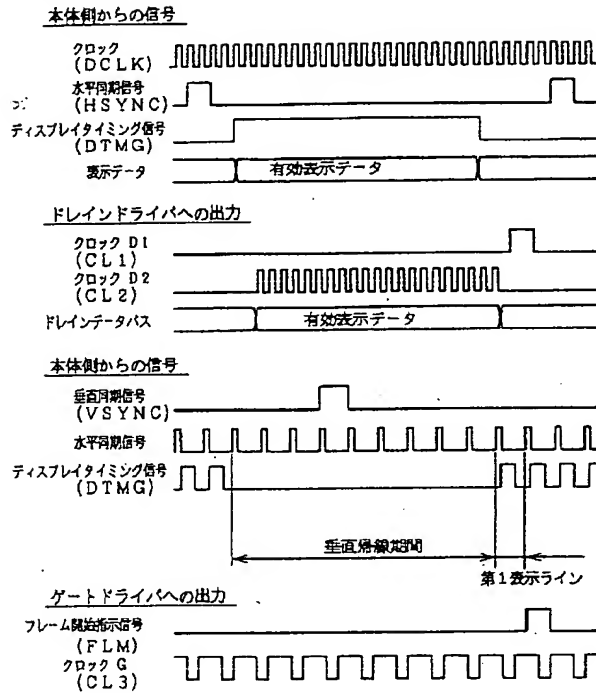 本体側からの信号
クロック
(DCLK)
水平同期信号
(HSYNC)
ディスプレイタイミング信号
(DTMG)
表示データ
有効表示データ
ドレインドライバへの出力
クロック D1
(CL1)
クロック D2
(CL2)
ドレインデータバス
有効表示データ
本体側からの信号
垂直同期信号
(VSYNC)
水平同期信号
ディスプレイタイミング信号
(DTMG)
垂直帰線期間
第1表示ライン
ゲートドライバへの出力
フレーム開始指示信号
(FLM)
クロック G
(CL3)